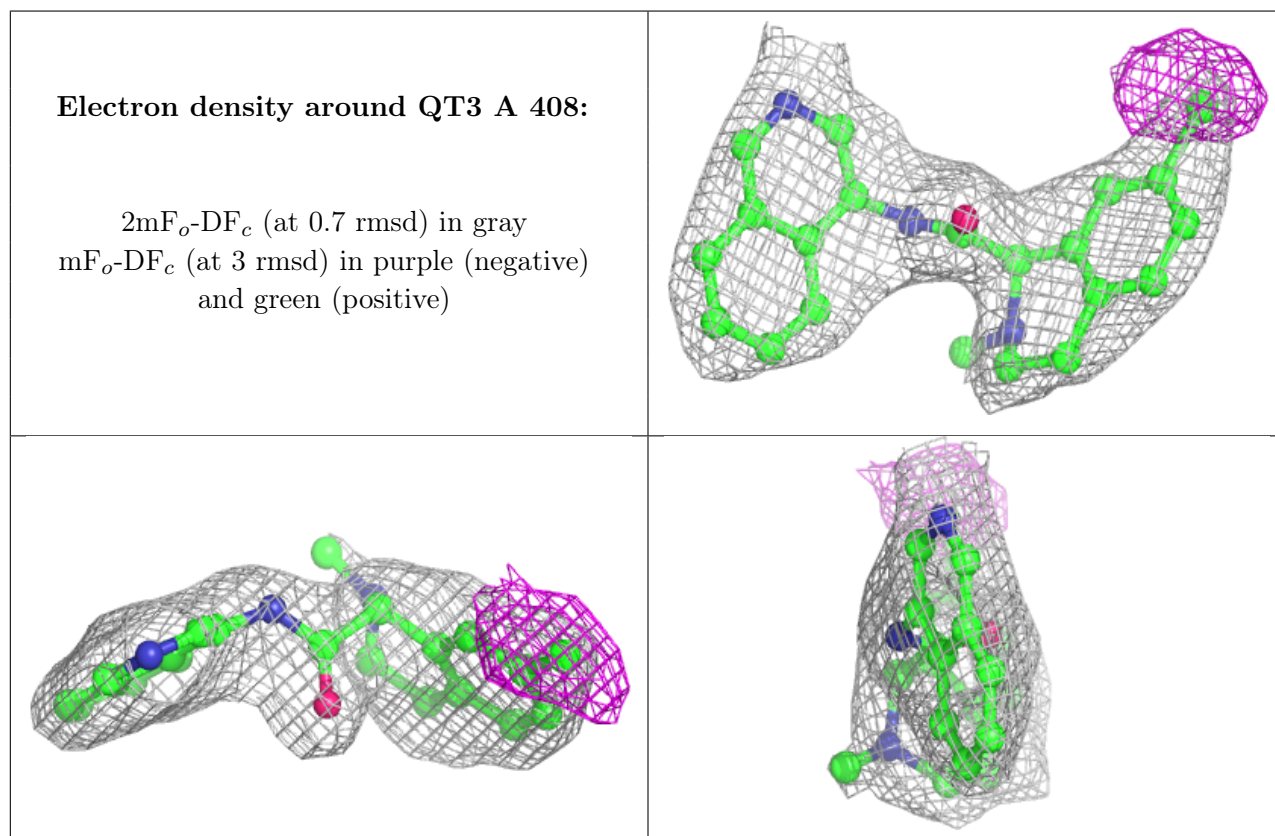 Electron density around QT3 A 408:
2mFo-DFc (at 0.7 rmsd) in gray
mFo-DFc (at 3 rmsd) in purple (negative)
and green (positive)